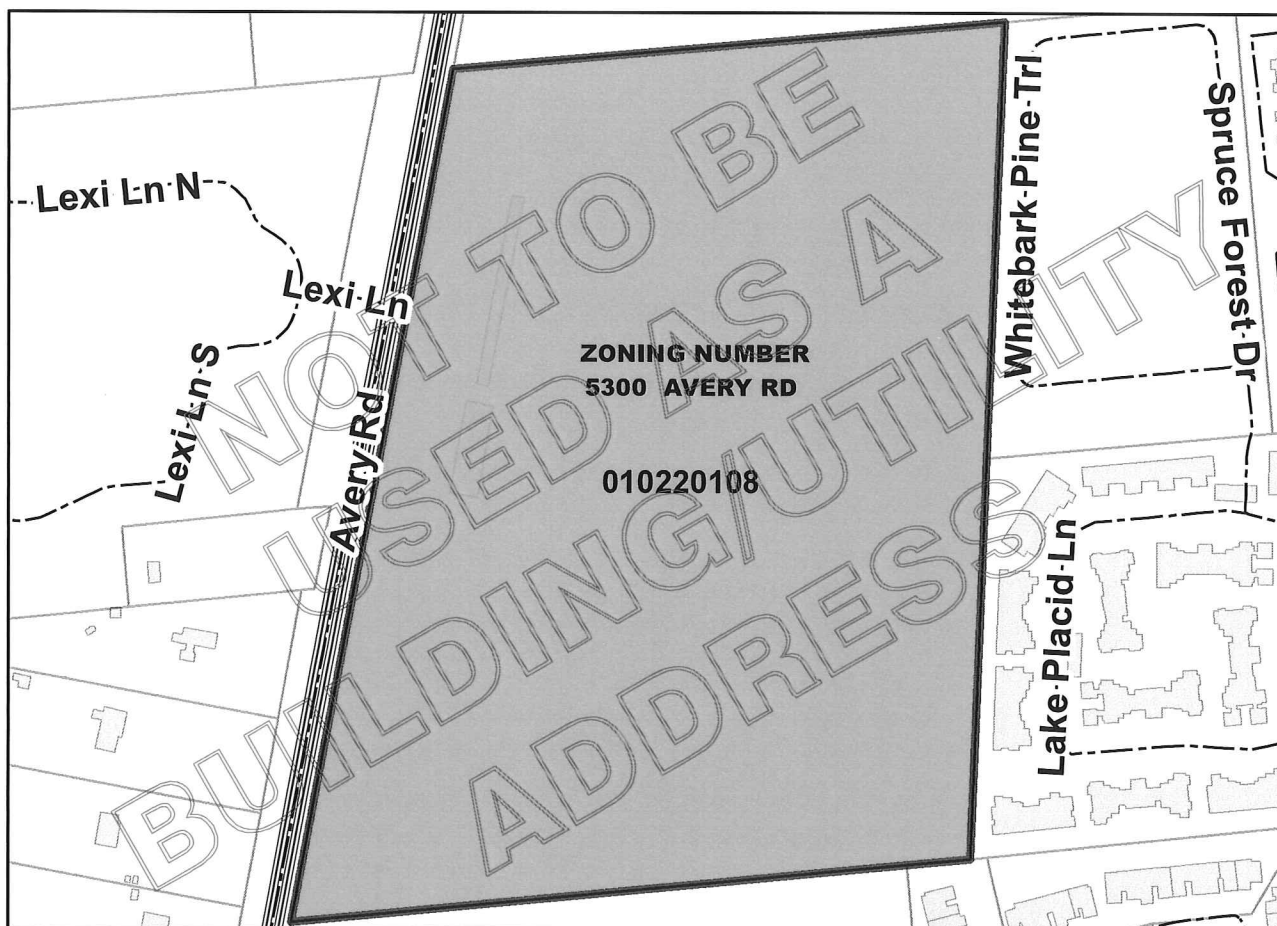 Lexi Ln N
Lexi Ln
Lexi Ln S
Avery Rd
ZONING NUMBER
5300 AVERY RD
010220108
Whitebark Pine Trl
Spruce Forest Dr
Lake Placid Ln
NOT TO BE
USED AS A
BUILDING/UTILITY
ADDRESS